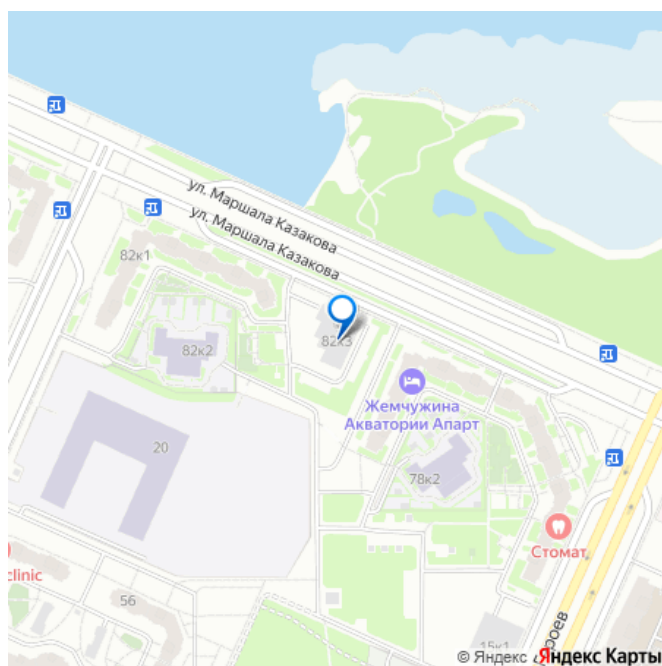 ул. Маршала Казакова
ул. Маршала Казакова
82к1
82к2
82к3
Жемчужина
Акватории Апарт
20
78к2
Стомат
clinic
56
15к1
роев
© Яндекс Яндекс Карты